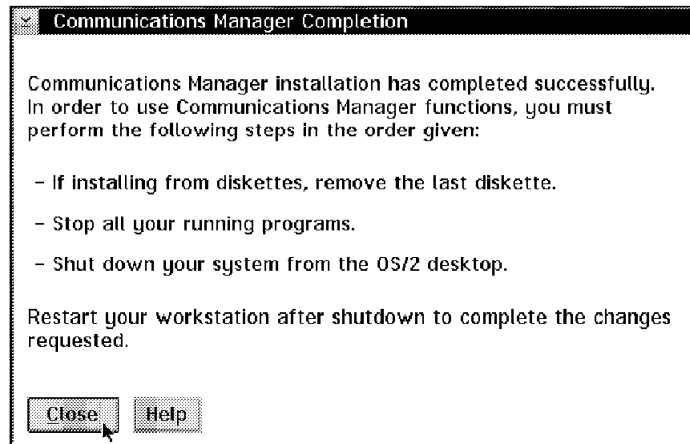 Communications Manager Completion
Communications Manager installation has completed successfully.
In order to use Communications Manager functions, you must
perform the following steps in the order given:
- If installing from diskettes, remove the last diskette.
- Stop all your running programs.
- Shut down your system from the OS/2 desktop.
Restart your workstation after shutdown to complete the changes
requested.
Close Help